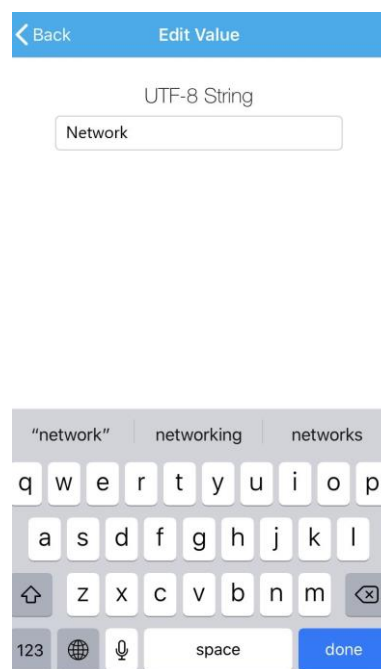 Back Edit Value
UTF-8 String
Network
“network” networking networks
q w e r t y u i o p
a s d f g h j k l
z x c v b n m
123 space done